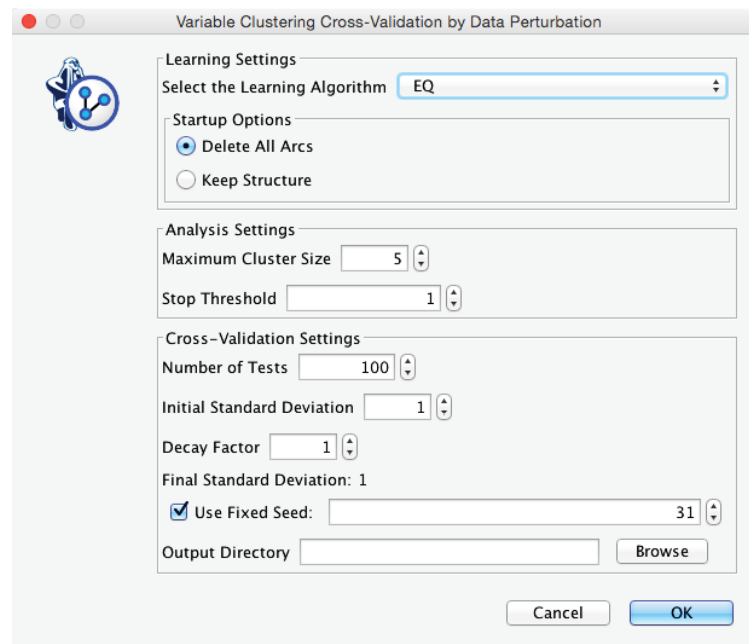 Variable Clustering Cross-Validation by Data Perturbation
Learning Settings
Select the Learning Algorithm EQ
Startup Options
Delete All Arcs
Keep Structure
Analysis Settings
Maximum Cluster Size 5
Stop Threshold 1
Cross-Validation Settings
Number of Tests 100
Initial Standard Deviation 1
Decay Factor 1
Final Standard Deviation: 1
Use Fixed Seed: 31
Output Directory Browse
Cancel OK